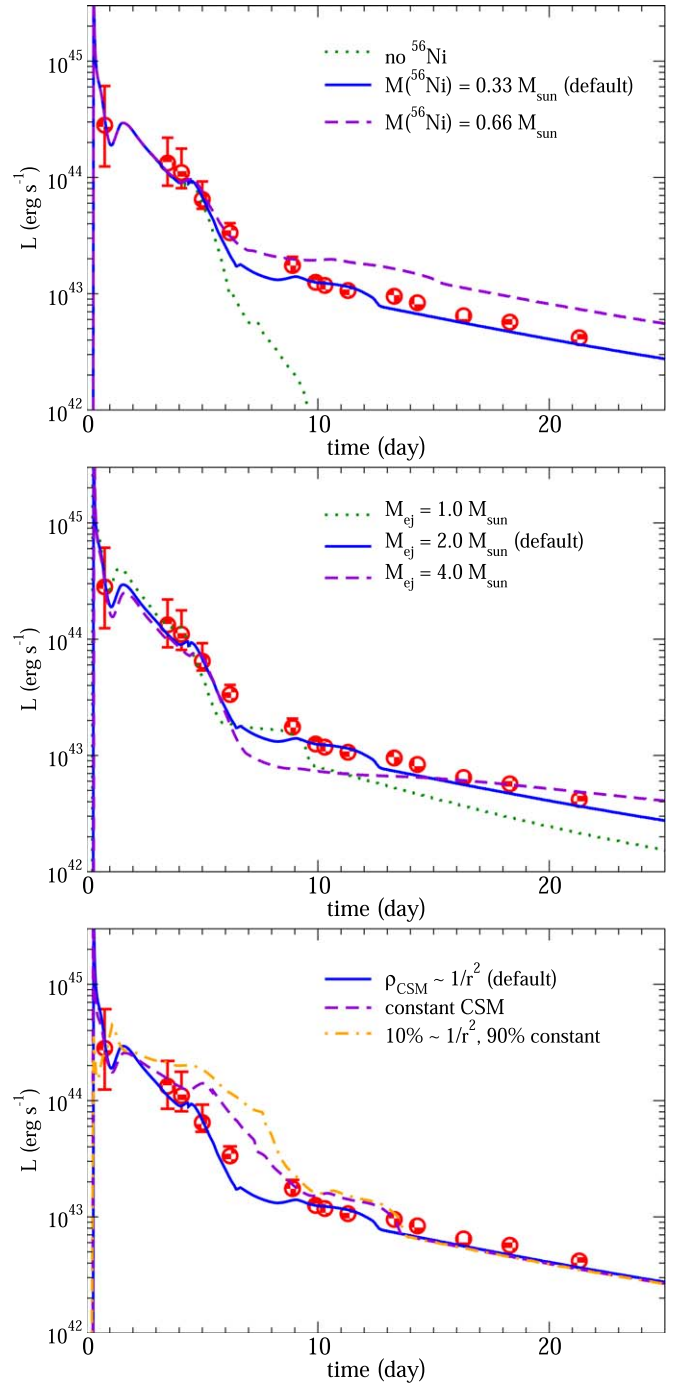 10^45
no ^56Ni
M(^56Ni) = 0.33 M_sun (default)
M(^56Ni) = 0.66 M_sun
10^44
L (erg s^-1)
10^43
10^42
0 10 20
time (day)
10^45
M_ej = 1.0 M_sun
M_ej = 2.0 M_sun (default)
M_ej = 4.0 M_sun
10^44
L (erg s^-1)
10^43
10^42
0 10 20
time (day)
10^45
ρ_CSM ~ 1/r^2 (default)
constant CSM
10% ~ 1/r^2, 90% constant
10^44
L (erg s^-1)
10^43
10^42
0 10 20
time (day)